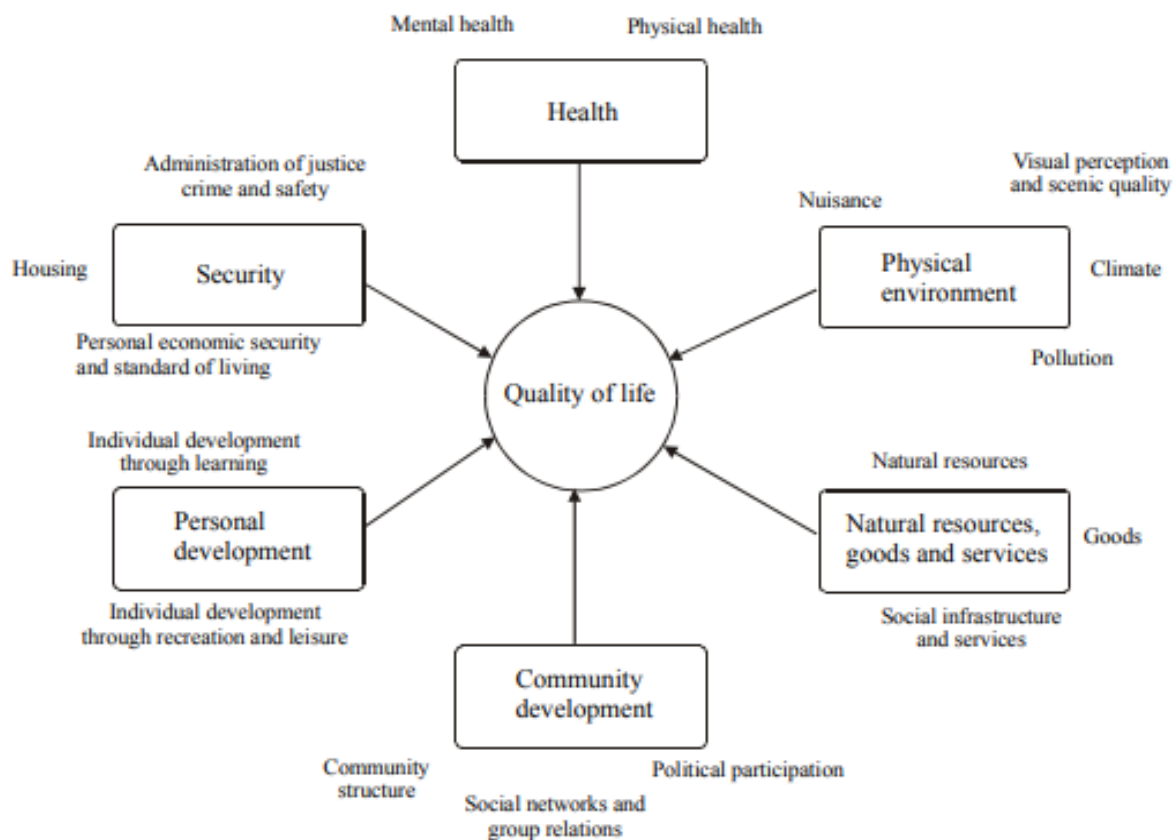 Mental health
Physical health
Health
Administration of justice
crime and safety
Visual perception
and scenic quality
Nuisance
Housing
Security
Physical
environment
Climate
Personal economic security
and standard of living
Pollution
Quality of life
Individual development
through learning
Natural resources
Personal
development
Natural resources,
goods and services
Goods
Individual development
through recreation and leisure
Social infrastructure
and services
Community
development
Community
structure
Political participation
Social networks and
group relations